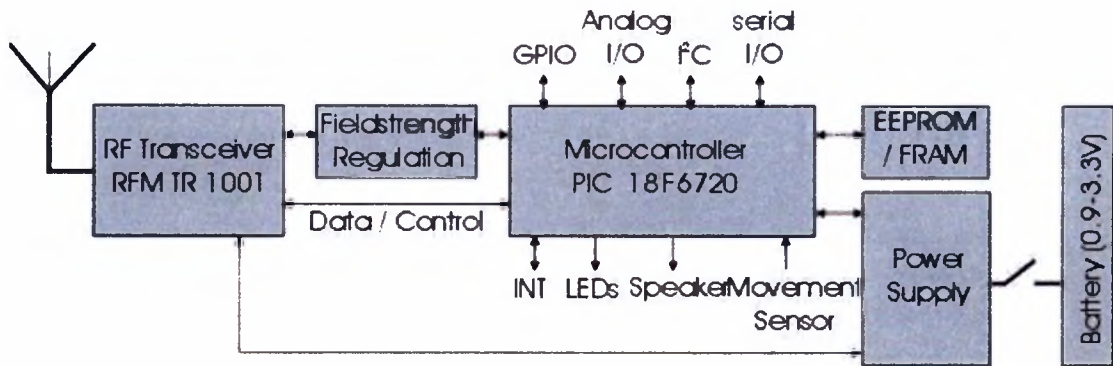 Analog
serial
GPIO
I/O
I²C
I/O
RF Transceiver
RFM TR 1001
Fieldstrength
Regulation
Microcontroller
PIC 18F6720
EEPROM
/ FRAM
Data / Control
INT
LEDs
Speaker
Movement
Sensor
Power
Supply
Battery (0.9-3.3V)